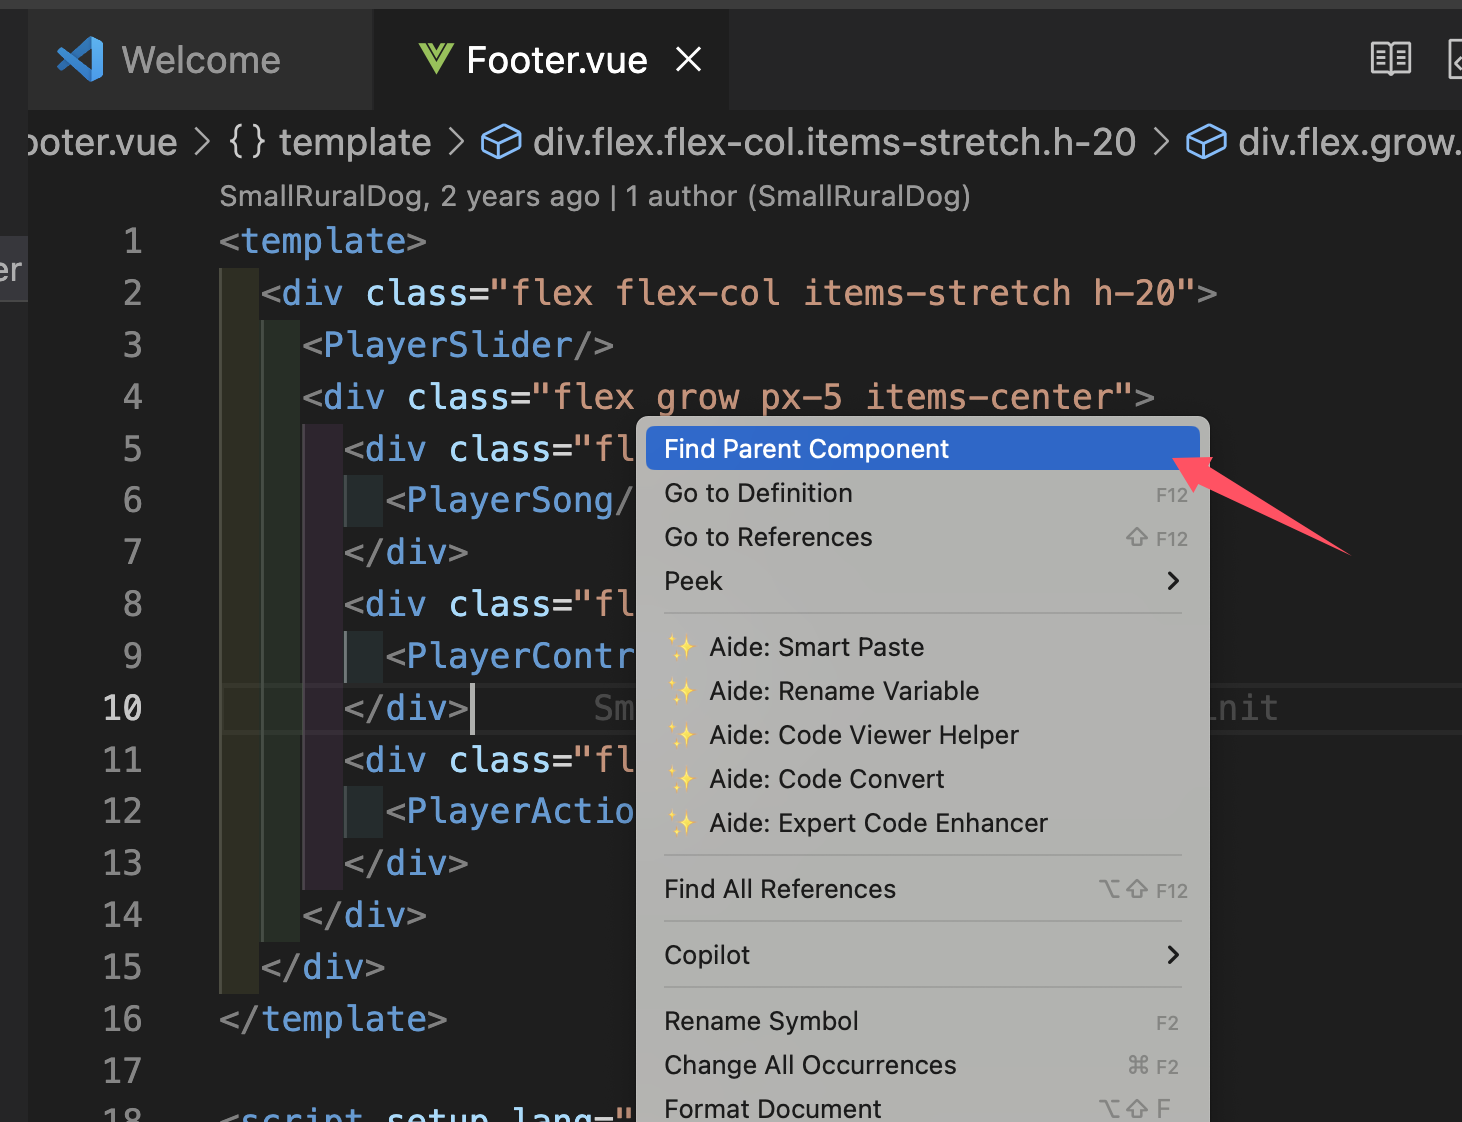 Welcome
Footer.vue
ooter.vue > {} template > div.flex.flex-col.items-stretch.h-20 > div.flex.grow.
SmallRuralDog, 2 years ago | 1 author (SmallRuralDog)
er
1 <template>
2 <div class="flex flex-col items-stretch h-20">
3 <PlayerSlider/>
4 <div class="flex grow px-5 items-center">
5 <div class="fl
6 <PlayerSong/
7 </div>
8 <div class="fl
9 <PlayerContr
10 </div> Sm init
11 <div class="fl
12 <PlayerActio
13 </div>
14 </div>
15 </div>
16 </template>
17
18 <script setup lang="
Find Parent Component
Go to Definition F12
Go to References ⇧ F12
Peek
✨ Aide: Smart Paste
✨ Aide: Rename Variable
✨ Aide: Code Viewer Helper
✨ Aide: Code Convert
✨ Aide: Expert Code Enhancer
Find All References ⌥⇧ F12
Copilot
Rename Symbol F2
Change All Occurrences ⌘ F2
Format Document ⌥⇧ F